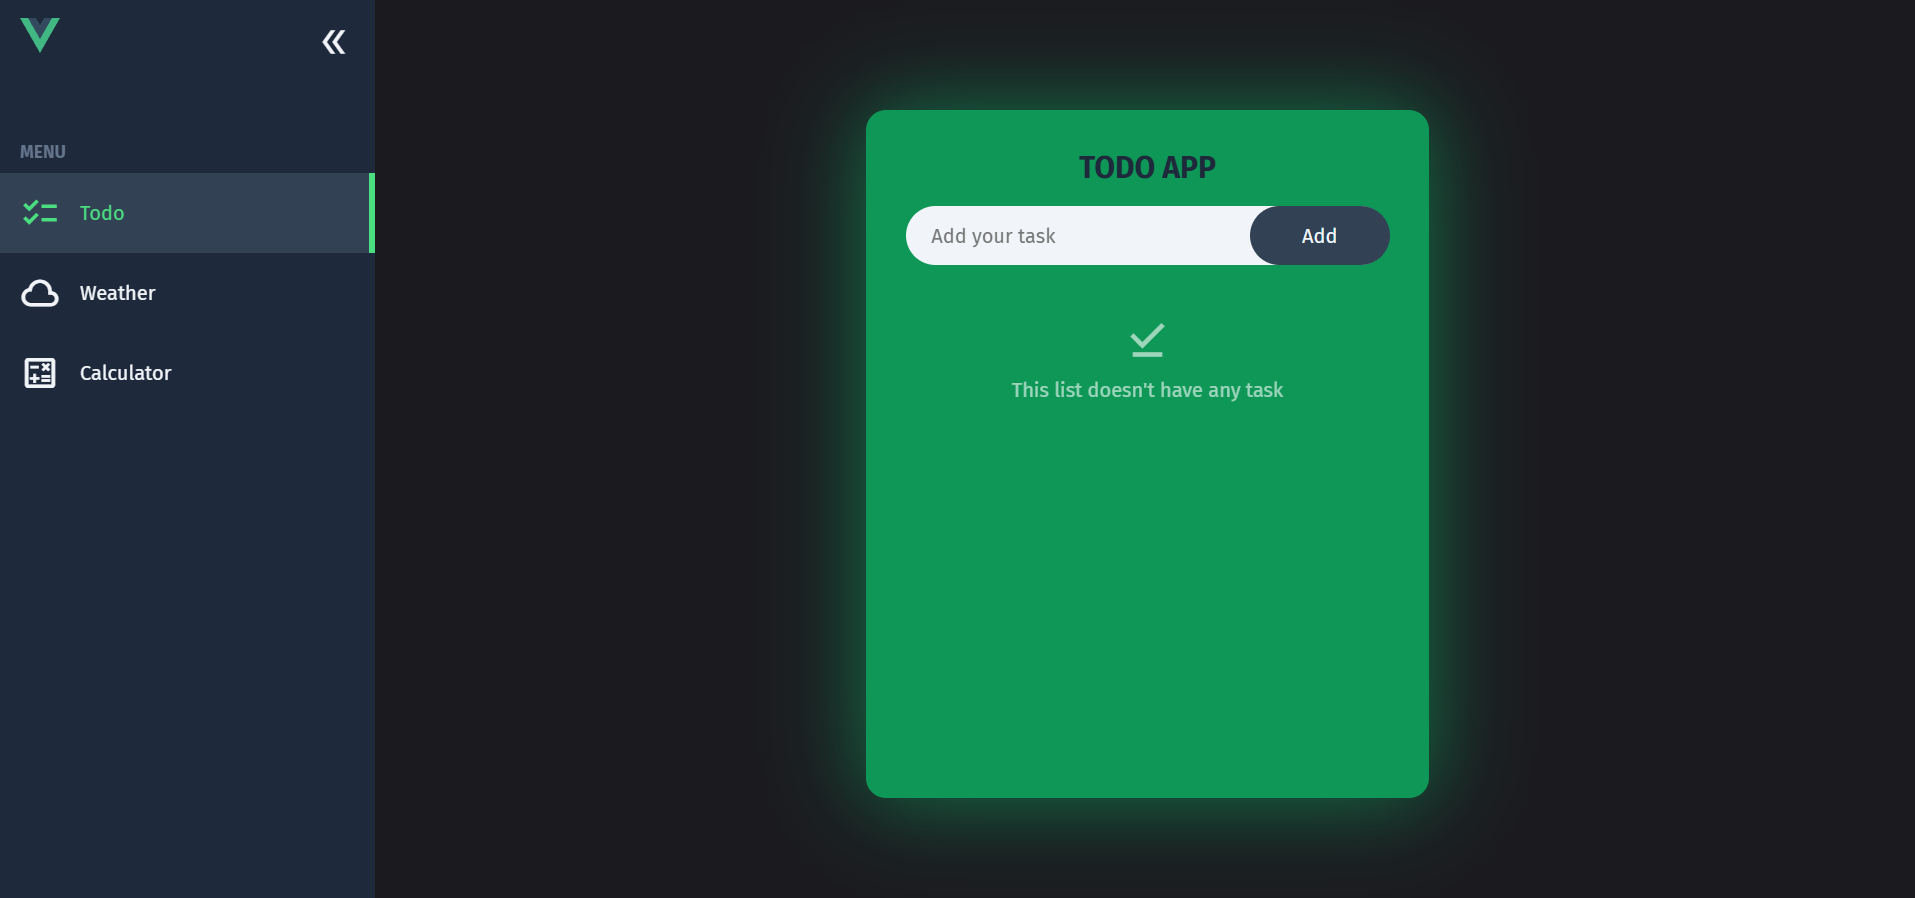 MENU
Todo
Weather
Calculator
TODO APP
Add your task
Add
This list doesn't have any task